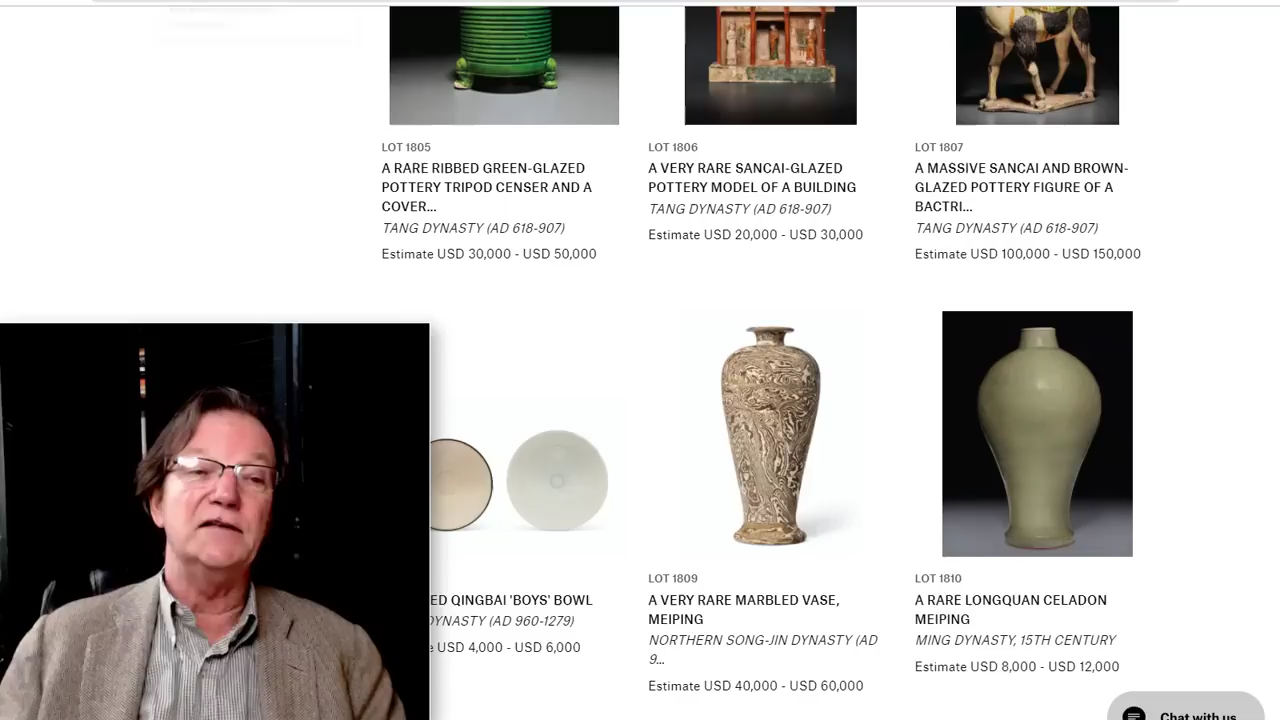 LOT 1805
A RARE RIBBED GREEN-GLAZED
POTTERY TRIPOD CENSER AND A
COVER...
TANG DYNASTY (AD 618-907)
Estimate USD 30,000 - USD 50,000
LOT 1806
A VERY RARE SANCAI-GLAZED
POTTERY MODEL OF A BUILDING
TANG DYNASTY (AD 618-907)
Estimate USD 20,000 - USD 30,000
LOT 1807
A MASSIVE SANCAI AND BROWN-
GLAZED POTTERY FIGURE OF A
BACTRI...
TANG DYNASTY (AD 618-907)
Estimate USD 100,000 - USD 150,000
QINGBAI 'BOYS' BOWL
(AD 960-1279)
USD 4,000 - USD 6,000
LOT 1809
A VERY RARE MARBLED VASE,
MEIPING
NORTHERN SONG-JIN DYNASTY (AD
9...
Estimate USD 40,000 - USD 60,000
LOT 1810
A RARE LONGQUAN CELADON
MEIPING
MING DYNASTY, 15TH CENTURY
Estimate USD 8,000 - USD 12,000
Chat with us